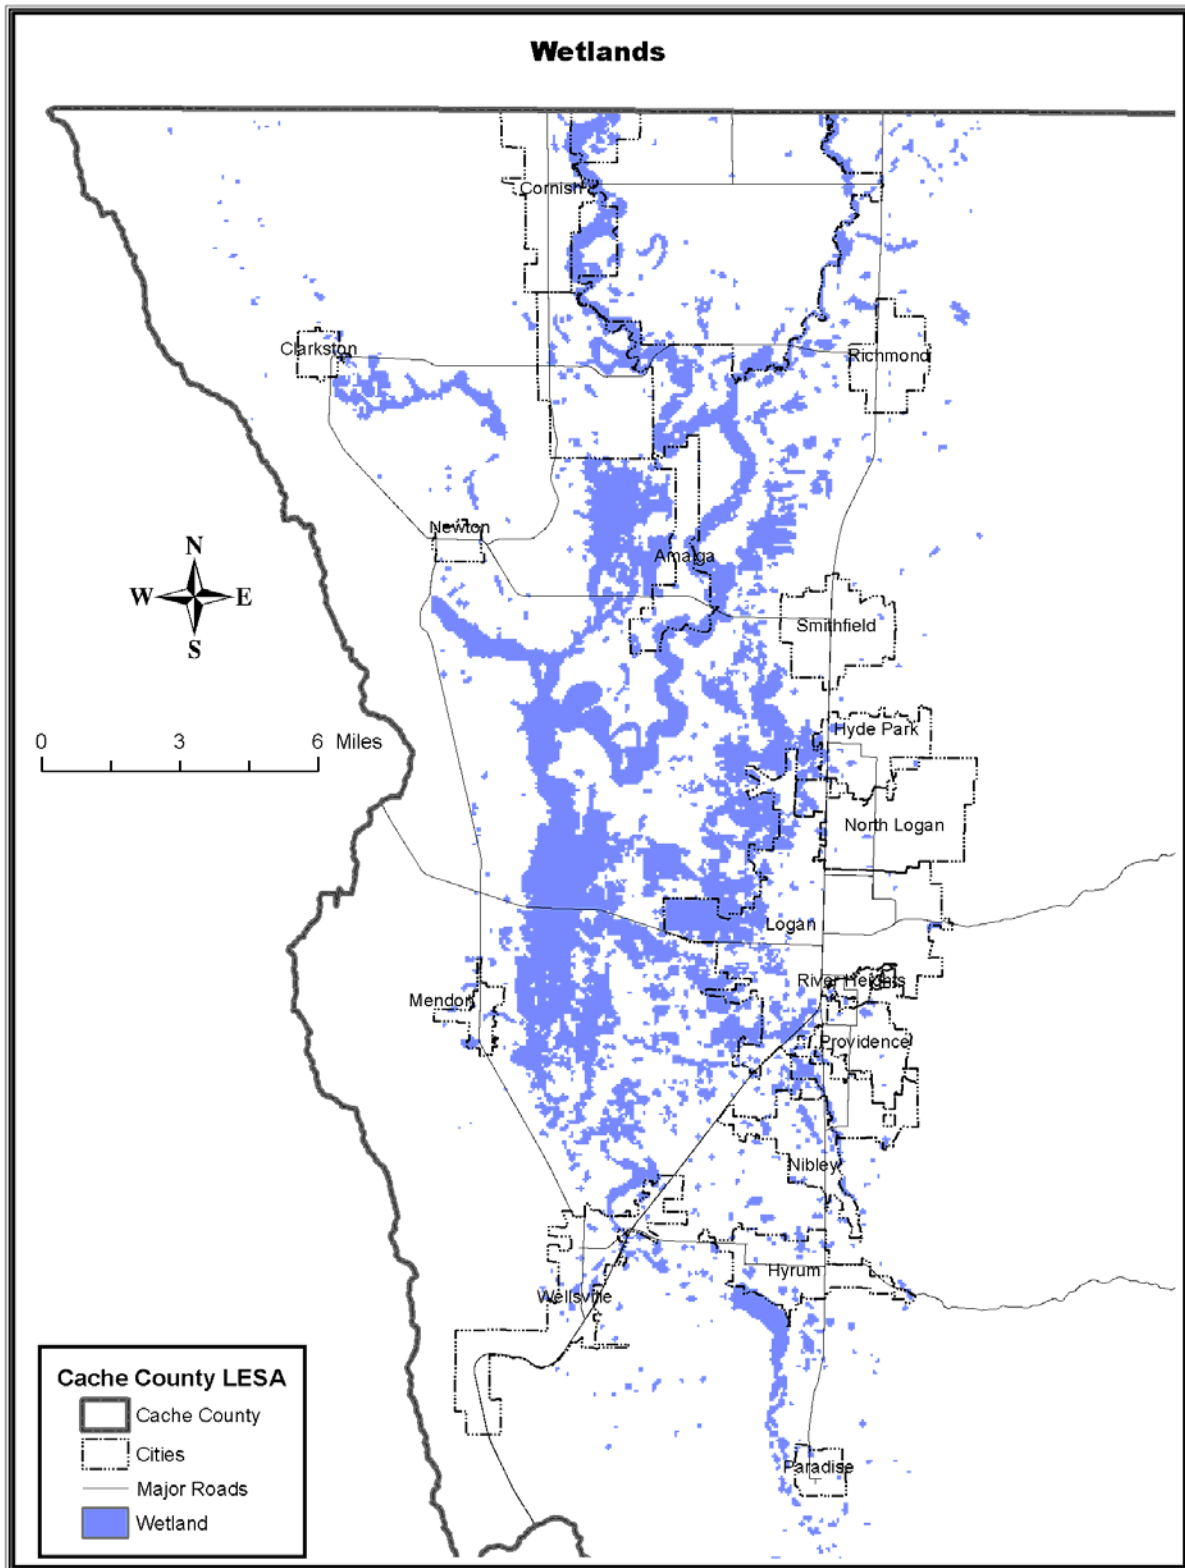 Wetlands
Cornish
Clarkston
Richmond
Newton
Amalga
N
W E
S
Smithfield
Hyde Park
0 3 6 Miles
North Logan
Logan
River Heights
Mendon
Providence
Nibley
Hyrum
Wellsville
Cache County LESA
Cache County
Cities
Major Roads
Wetland
Paradise